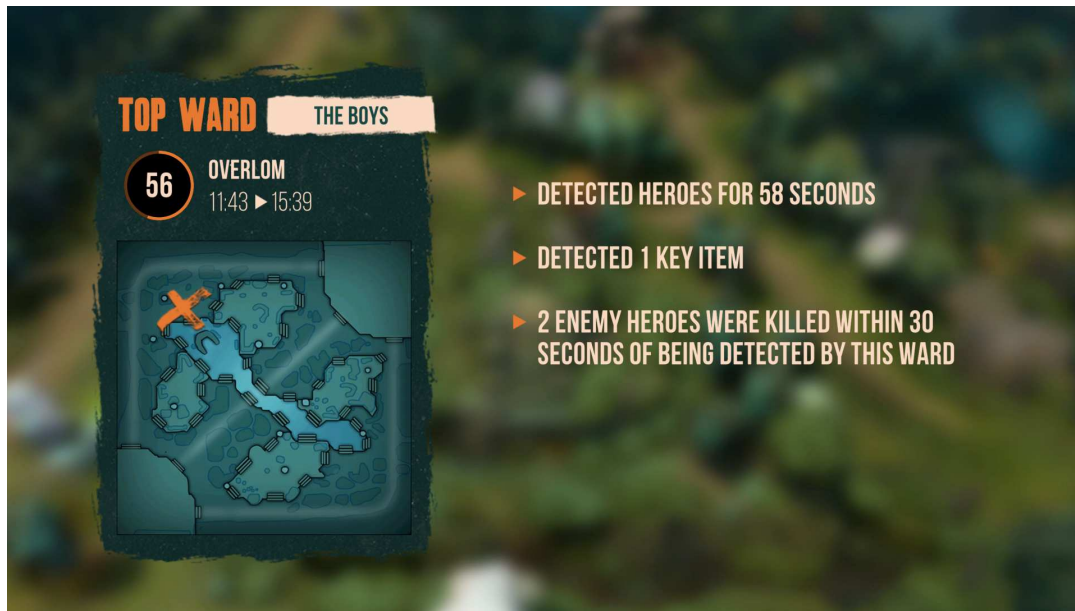 TOP WARD THE BOYS
56
OVERLOM
11:43 ▶ 15:39
▶ DETECTED HEROES FOR 58 SECONDS
▶ DETECTED 1 KEY ITEM
▶ 2 ENEMY HEROES WERE KILLED WITHIN 30
SECONDS OF BEING DETECTED BY THIS WARD